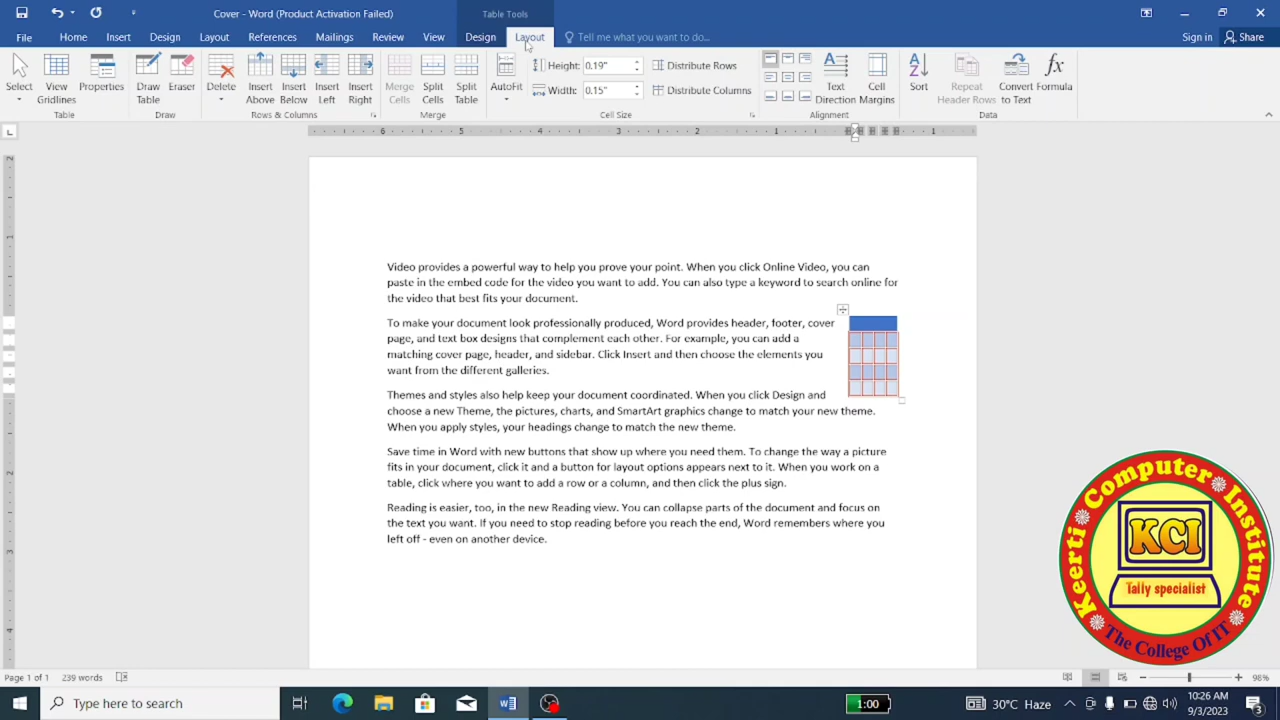 Cover - Word (Product Activation Failed)
Table Tools
File Home Insert Design Layout References Mailings Review View Design Layout Tell me what you want to do... Sign in Share
Select
View Gridlines
Properties
Table
Draw Table
Eraser
Draw
Delete
Insert Above
Insert Below
Insert Left
Insert Right
Rows & Columns
Merge Cells
Split Cells
Split Table
Merge
AutoFit
Height: 0.19"
Width: 0.15"
Distribute Rows
Distribute Columns
Cell Size
Text Direction
Cell Margins
Alignment
Sort
Repeat Header Rows
Convert to Text
Formula
Data
6 5 4 3 2 1 1
2
1
1
2
3
4
Video provides a powerful way to help you prove your point. When you click Online Video, you can
paste in the embed code for the video you want to add. You can also type a keyword to search online for
the video that best fits your document.
To make your document look professionally produced, Word provides header, footer, cover
page, and text box designs that complement each other. For example, you can add a
matching cover page, header, and sidebar. Click Insert and then choose the elements you
want from the different galleries.
Themes and styles also help keep your document coordinated. When you click Design and
choose a new Theme, the pictures, charts, and SmartArt graphics change to match your new theme.
When you apply styles, your headings change to match the new theme.
Save time in Word with new buttons that show up where you need them. To change the way a picture
fits in your document, click it and a button for layout options appears next to it. When you work on a
table, click where you want to add a row or a column, and then click the plus sign.
Reading is easier, too, in the new Reading view. You can collapse parts of the document and focus on
the text you want. If you need to stop reading before you reach the end, Word remembers where you
left off - even on another device.
Keerti Computer Institute
KCI
Tally specialist
The College Of IT
Page 1 of 1 239 words 98%
Type here to search
1:00
30°C Haze
10:26 AM
9/3/2023
3